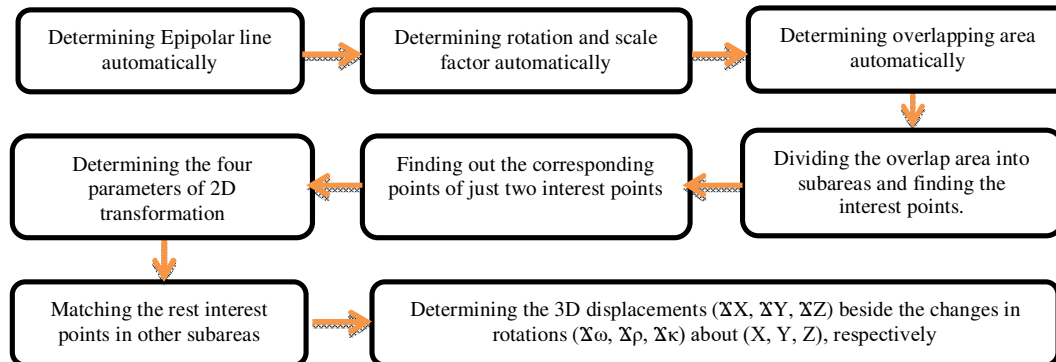 Determining Epipolar line
automatically
Determining rotation and scale
factor automatically
Determining overlapping area
automatically
Dividing the overlap area into
subareas and finding the
interest points.
Finding out the corresponding
points of just two interest points
Determining the four
parameters of 2D
transformation
Matching the rest interest
points in other subareas
Determining the 3D displacements (ϪX, ϪY, ϪZ) beside the changes in
rotations (Ϫω, Ϫρ, Ϫκ) about (X, Y, Z), respectively